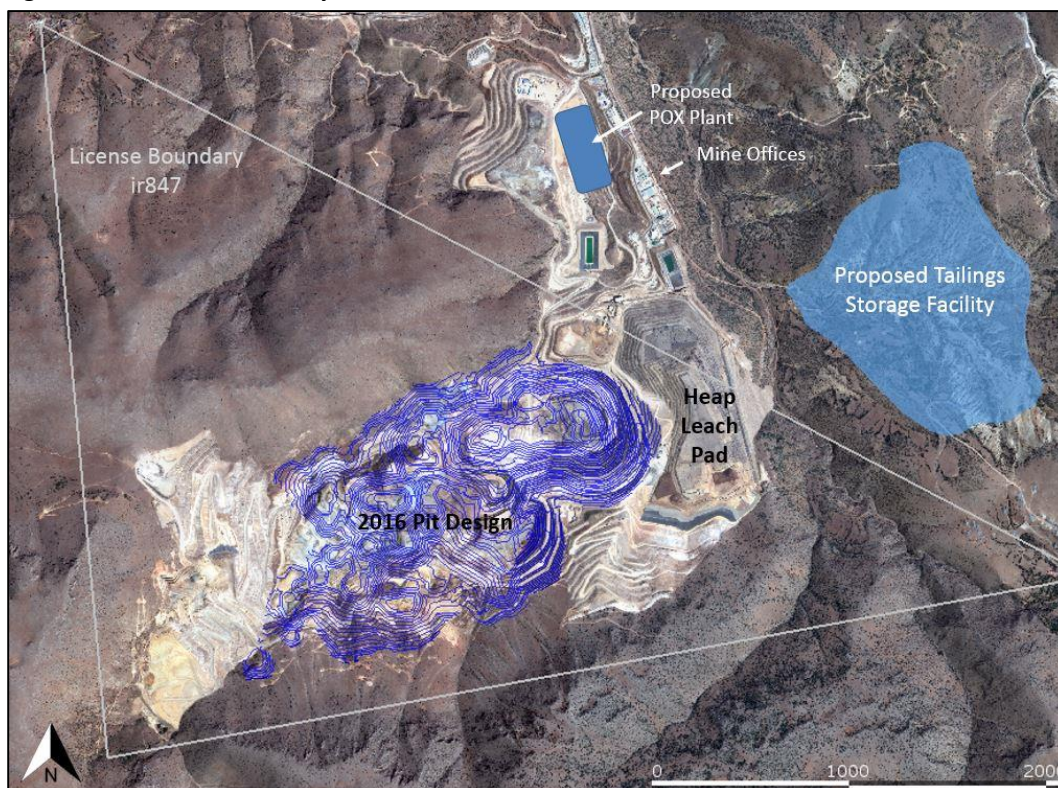 Proposed
POX Plant
License Boundary
ir847
Mine Offices
Proposed Tailings
Storage Facility
Heap
Leach
Pad
2016 Pit Design
N
0 1000 2000